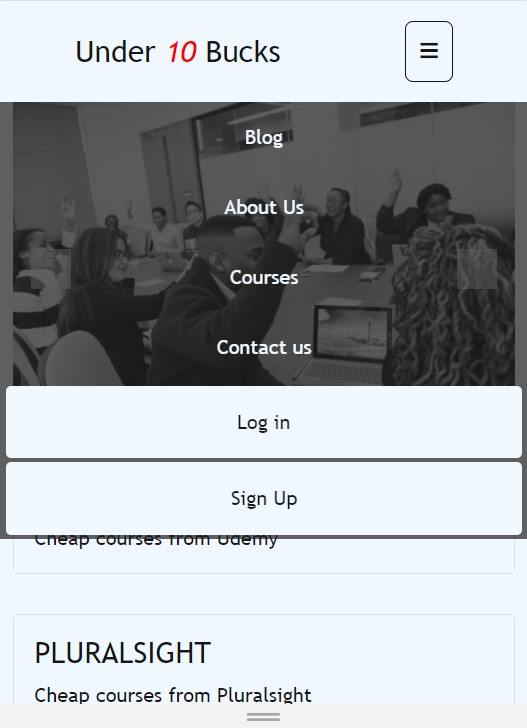 Under 10 Bucks
Blog
About Us
Courses
Contact us
Log in
Sign Up
Cheap courses from Udemy
PLURALSIGHT
Cheap courses from Pluralsight